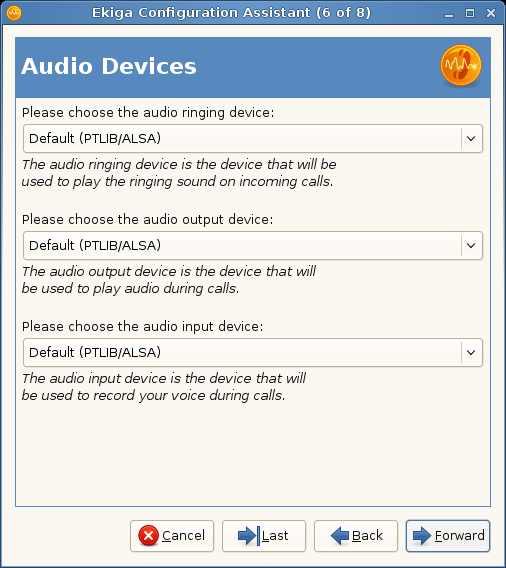 Ekiga Configuration Assistant (6 of 8)
Audio Devices
Please choose the audio ringing device:
Default (PTLIB/ALSA)
The audio ringing device is the device that will be
used to play the ringing sound on incoming calls.
Please choose the audio output device:
Default (PTLIB/ALSA)
The audio output device is the device that will
be used to play audio during calls.
Please choose the audio input device:
Default (PTLIB/ALSA)
The audio input device is the device that will
be used to record your voice during calls.
Cancel Last Back Forward